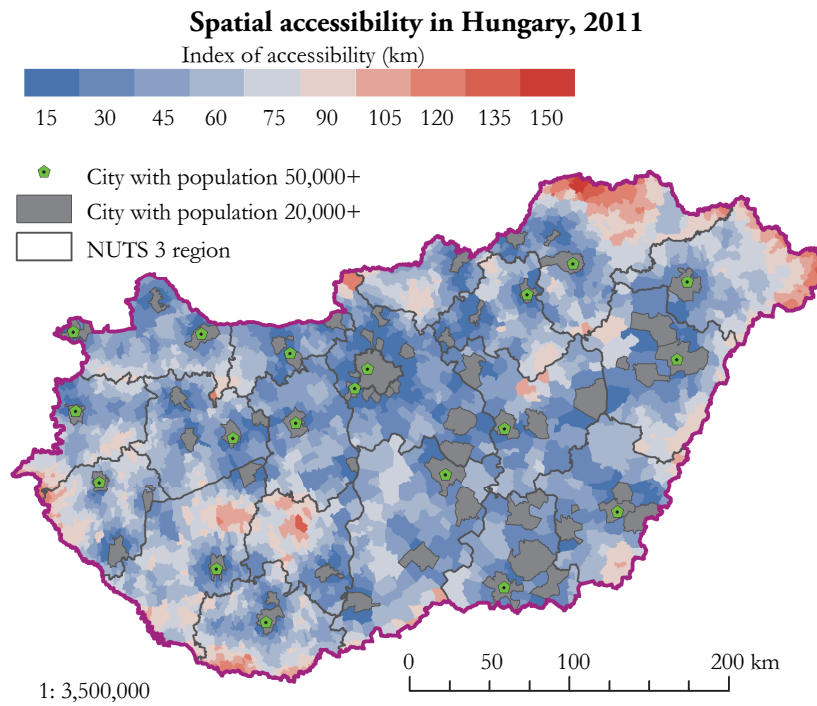 Spatial accessibility in Hungary, 2011
Index of accessibility (km)
15 30 45 60 75 90 105 120 135 150
City with population 50,000+
City with population 20,000+
NUTS 3 region
0 50 100 200 km
1: 3,500,000